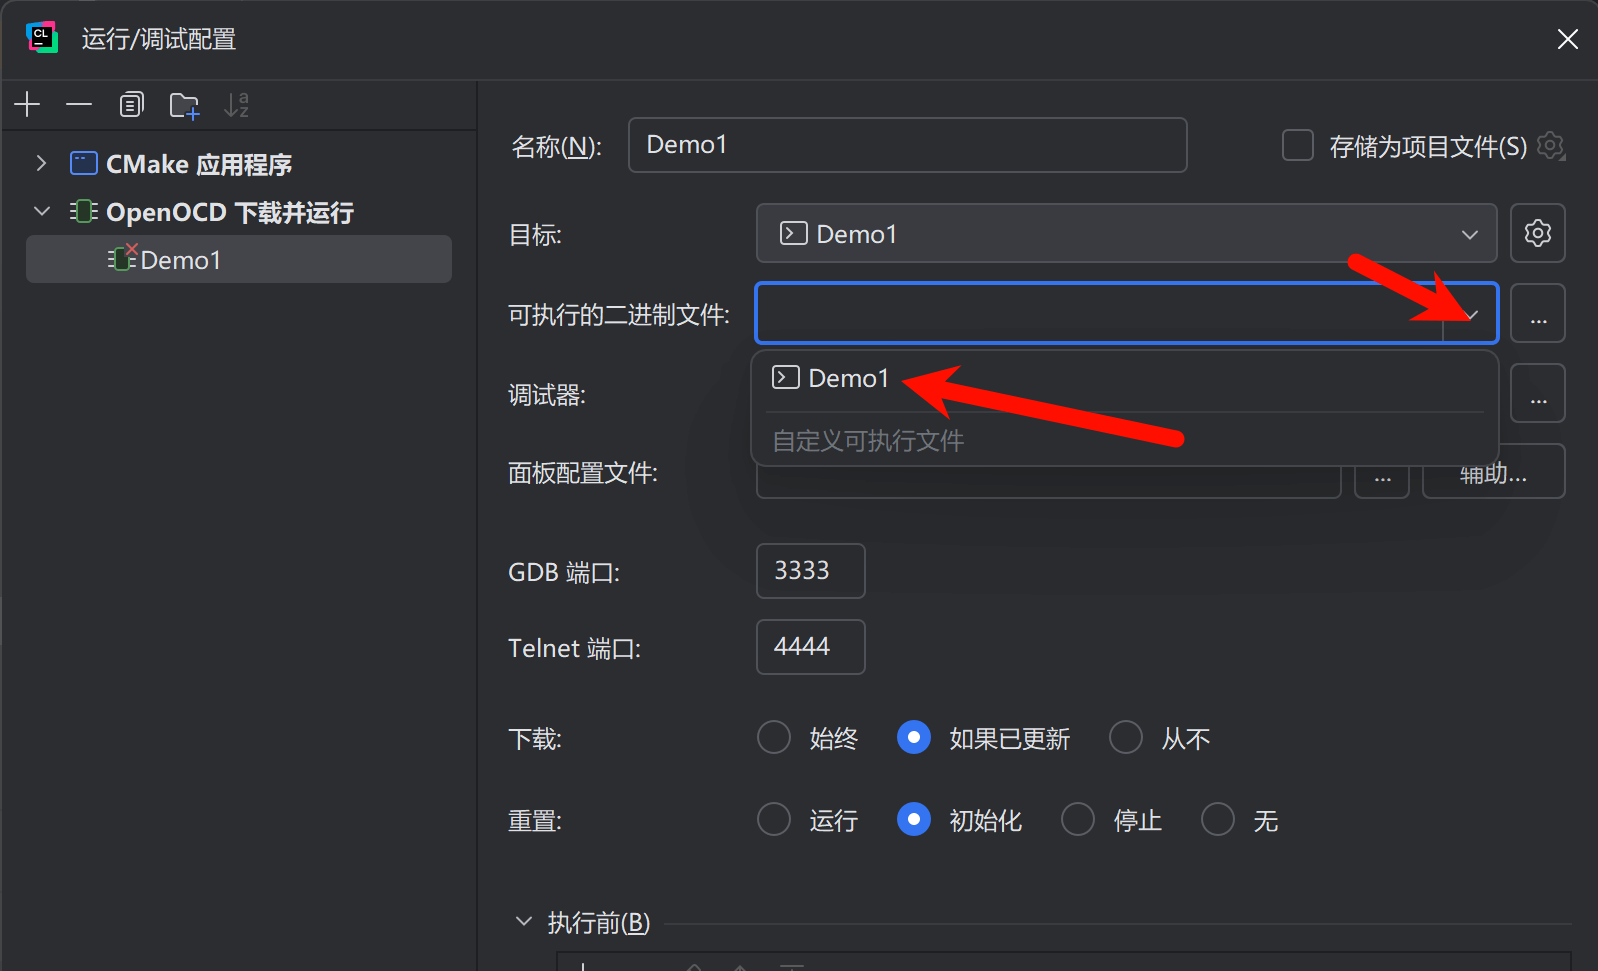 CL
运行/调试配置
a
z
CMake 应用程序
OpenOCD 下载并运行
Demo1
名称(N):
Demo1
存储为项目文件(S)
目标:
Demo1
可执行的二进制文件:
...
Demo1
自定义可执行文件
调试器:
...
面板配置文件:
...
辅助...
GDB 端口:
3333
Telnet 端口:
4444
下载:
始终
如果已更新
从不
重置:
运行
初始化
停止
无
执行前(B)